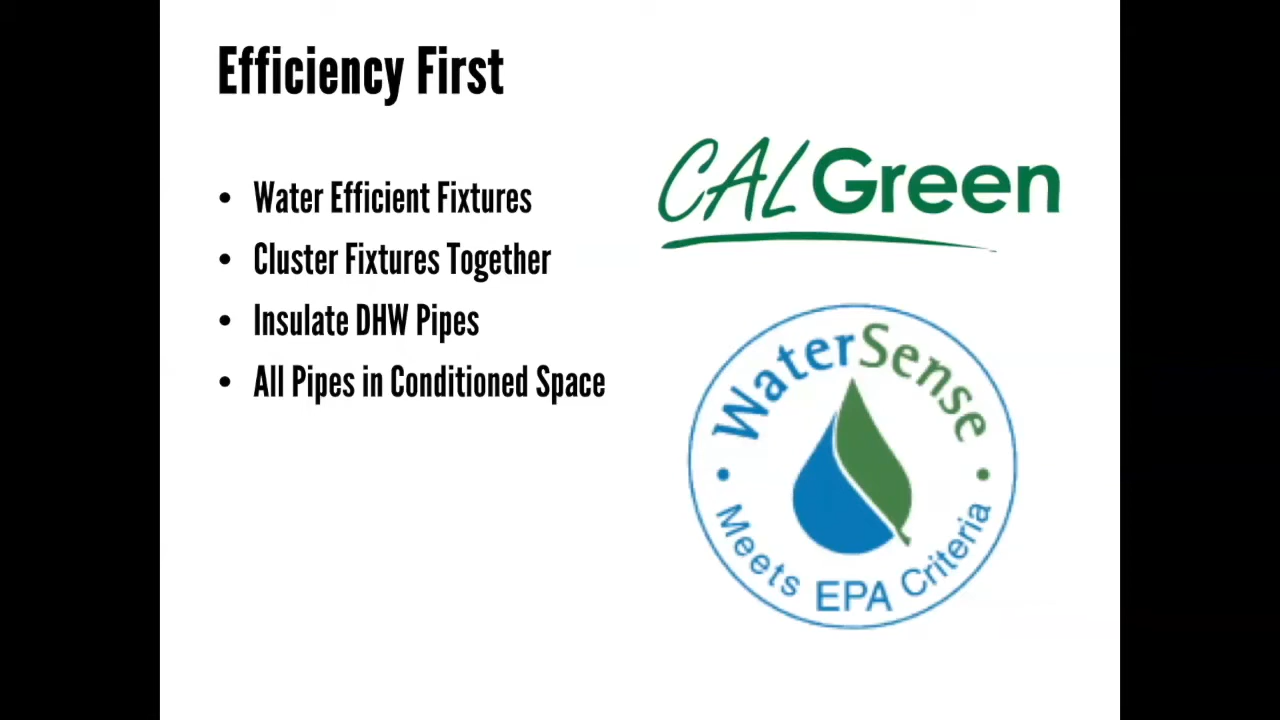 Efficiency First
• Water Efficient Fixtures
• Cluster Fixtures Together
• Insulate DHW Pipes
• All Pipes in Conditioned Space
CALGreen
WaterSense
• Meets EPA Criteria •